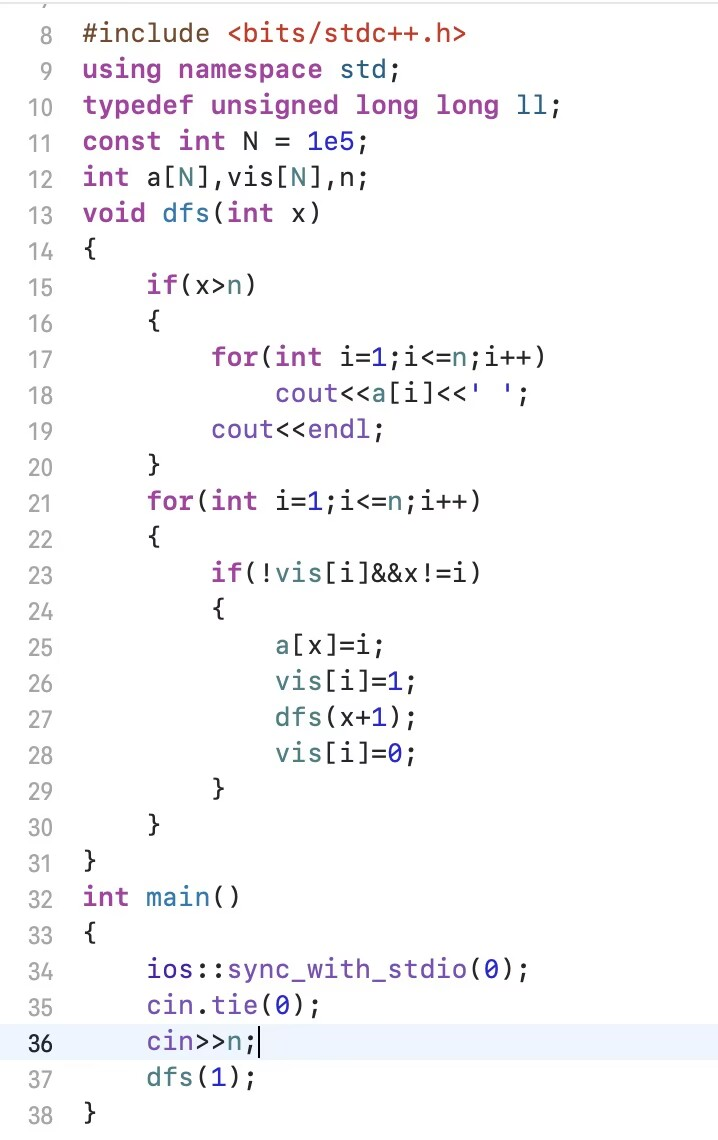 8 #include <bits/stdc++.h>
9 using namespace std;
10 typedef unsigned long long ll;
11 const int N = 1e5;
12 int a[N],vis[N],n;
13 void dfs(int x)
14 {
15     if(x>n)
16     {
17         for(int i=1;i<=n;i++)
18             cout<<a[i]<<' ';
19         cout<<endl;
20     }
21     for(int i=1;i<=n;i++)
22     {
23         if(!vis[i]&&x!=i)
24         {
25             a[x]=i;
26             vis[i]=1;
27             dfs(x+1);
28             vis[i]=0;
29         }
30     }
31 }
32 int main()
33 {
34     ios::sync_with_stdio(0);
35     cin.tie(0);
36     cin>>n;
37     dfs(1);
38 }